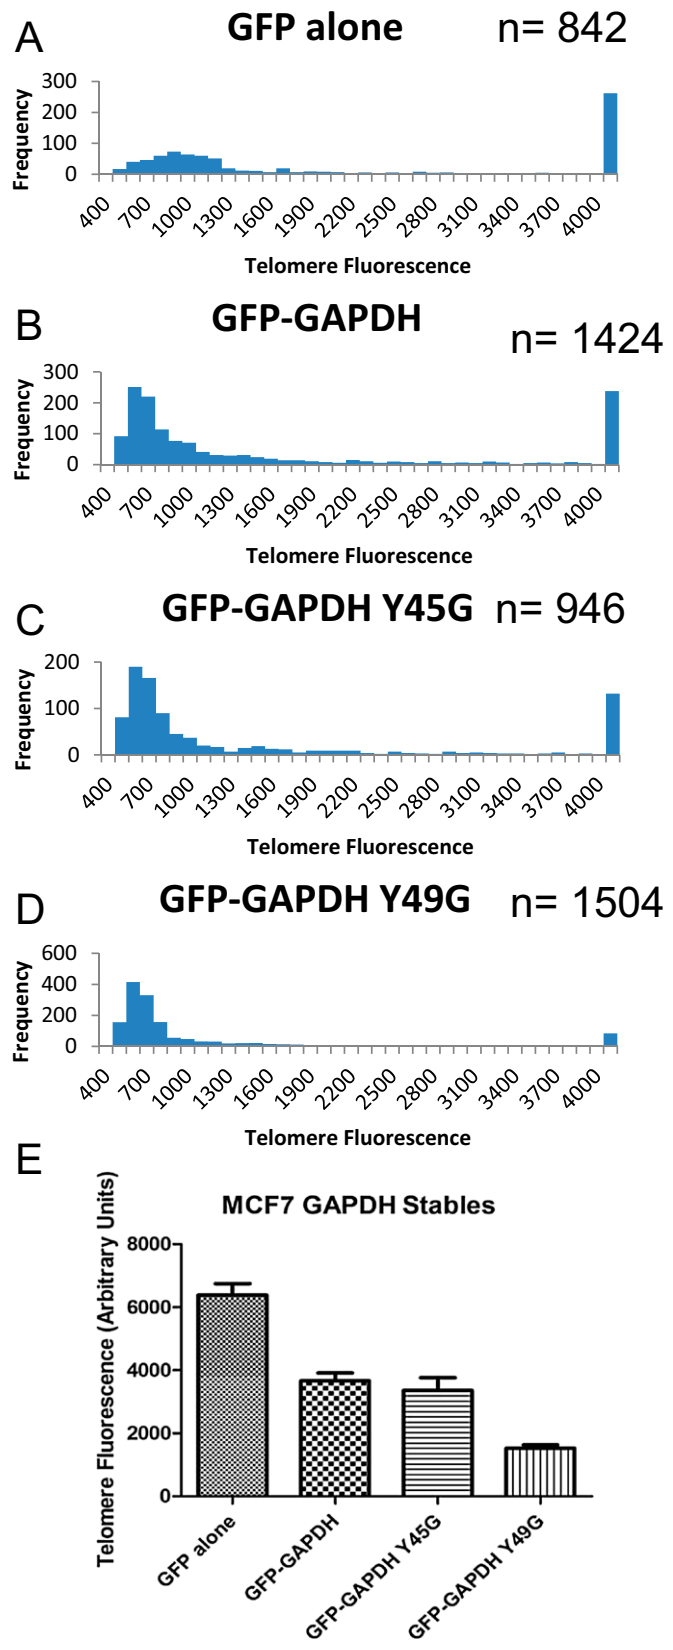 A
GFP alone
n= 842
Frequency
300
200
100
0
400 700 1000 1300 1600 1900 2200 2500 2800 3100 3400 3700 4000
Telomere Fluorescence
B
GFP-GAPDH
n= 1424
Frequency
300
200
100
0
400 700 1000 1300 1600 1900 2200 2500 2800 3100 3400 3700 4000
Telomere Fluorescence
C
GFP-GAPDH Y45G
n= 946
Frequency
200
100
0
400 700 1000 1300 1600 1900 2200 2500 2800 3100 3400 3700 4000
Telomere Fluorescence
D
GFP-GAPDH Y49G
n= 1504
Frequency
600
400
200
0
400 700 1000 1300 1600 1900 2200 2500 2800 3100 3400 3700 4000
Telomere Fluorescence
E
MCF7 GAPDH Stables
Telomere Fluorescence (Arbitrary Units)
8000
6000
4000
2000
0
GFP alone
GFP-GAPDH
GFP-GAPDH Y45G
GFP-GAPDH Y49G